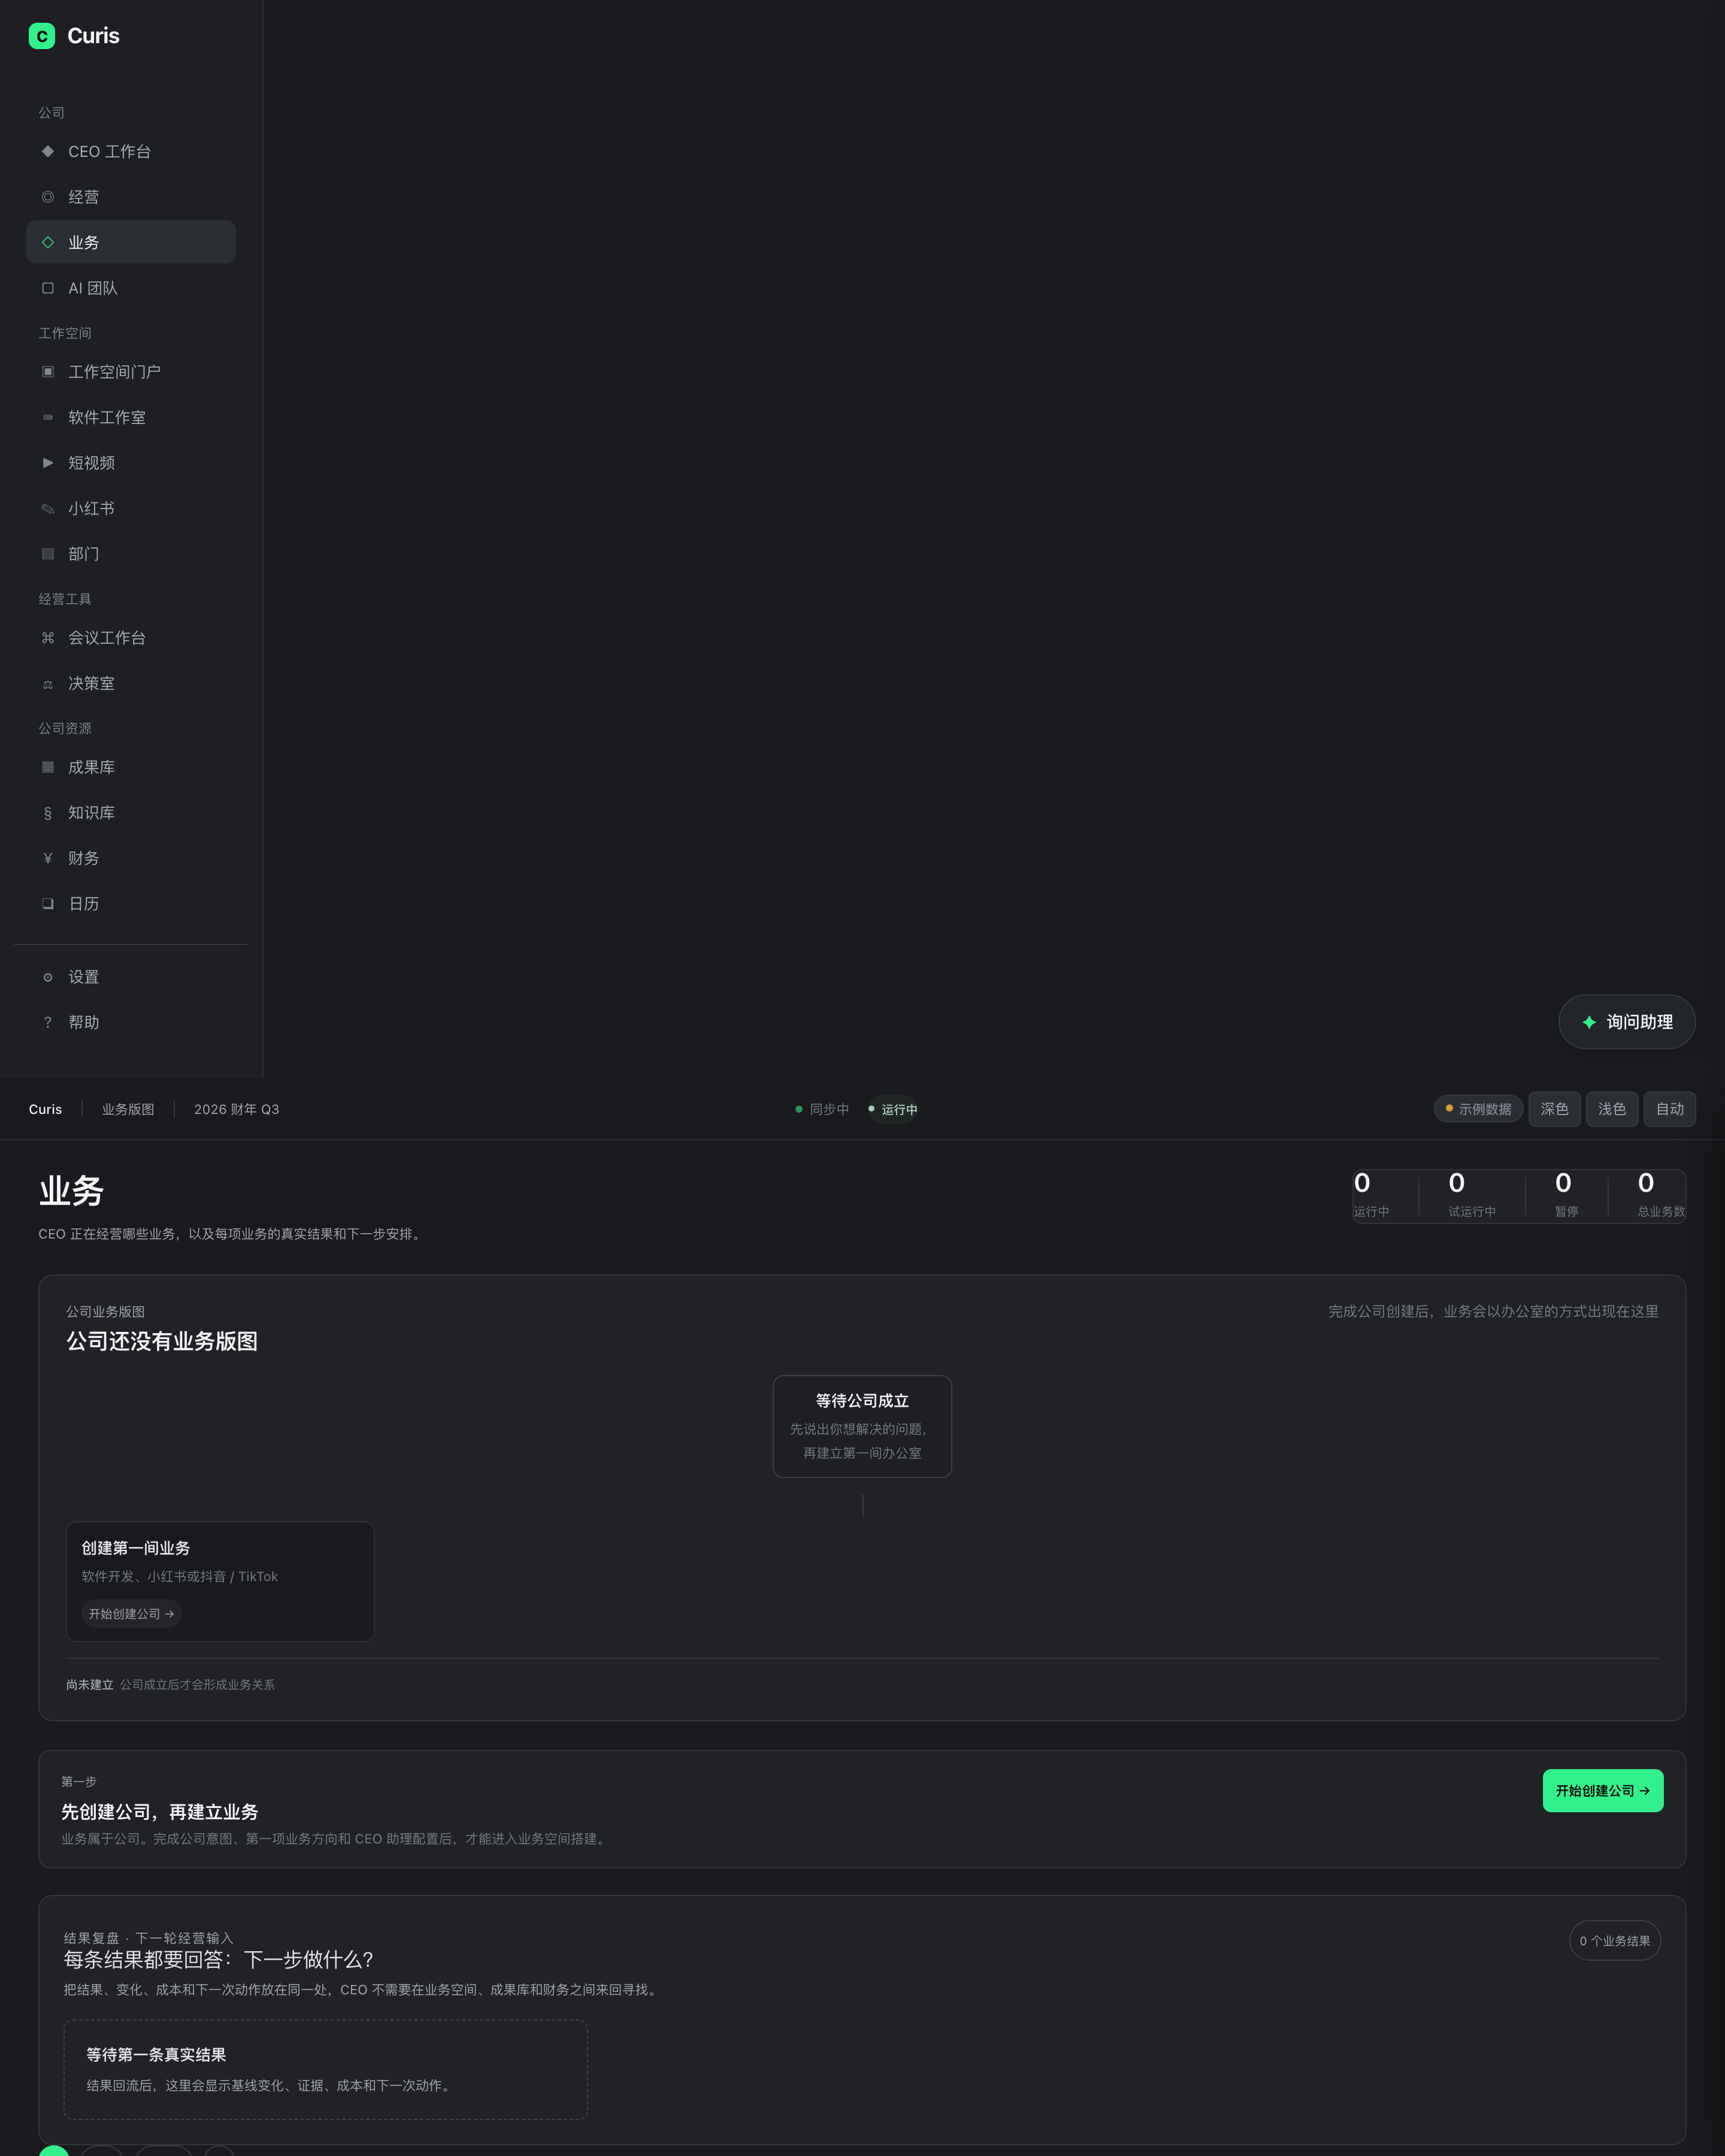 C Curis
公司
CEO 工作台
经营
业务
AI 团队
工作空间
工作空间门户
软件工作室
短视频
小红书
部门
经营工具
会议工作台
决策室
公司资源
成果库
§ 知识库
¥ 财务
日历
设置
? 帮助
询问助理
Curis 业务版图 2026 财年 Q3
同步中 运行中
示例数据 深色 浅色 自动
业务
CEO 正在经营哪些业务，以及每项业务的真实结果和下一步安排。
0 0 0 0
运行中 试运行中 暂停 总业务数
公司业务版图
公司还没有业务版图
完成公司创建后，业务会以办公室的方式出现在这里
等待公司成立
先说出你想解决的问题，
再建立第一间办公室
创建第一间业务
软件开发、小红书或抖音 / TikTok
开始创建公司 →
尚未建立 公司成立后才会形成业务关系
第一步
先创建公司，再建立业务
业务属于公司。完成公司意图、第一项业务方向和 CEO 助理配置后，才能进入业务空间搭建。
开始创建公司 →
结果复盘 · 下一轮经营输入
每条结果都要回答：下一步做什么？
把结果、变化、成本和下一次动作放在同一处，CEO 不需要在业务空间、成果库和财务之间来回寻找。
0 个业务结果
等待第一条真实结果
结果回流后，这里会显示基线变化、证据、成本和下一次动作。